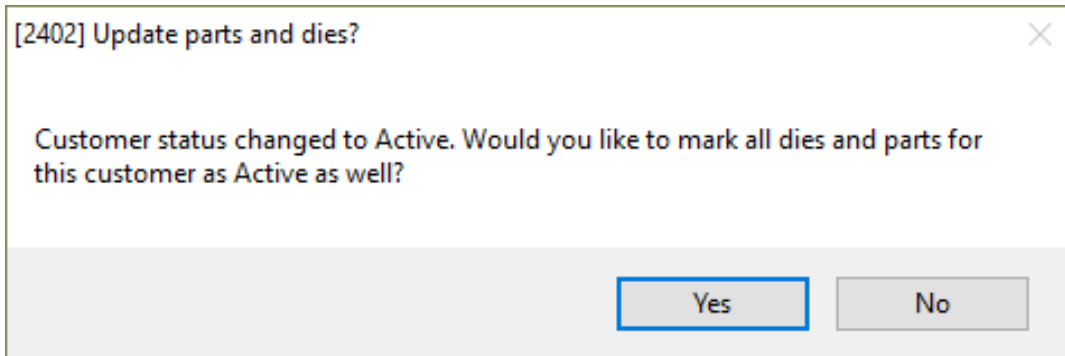 [2402] Update parts and dies?
Customer status changed to Active. Would you like to mark all dies and parts for
this customer as Active as well?
Yes No